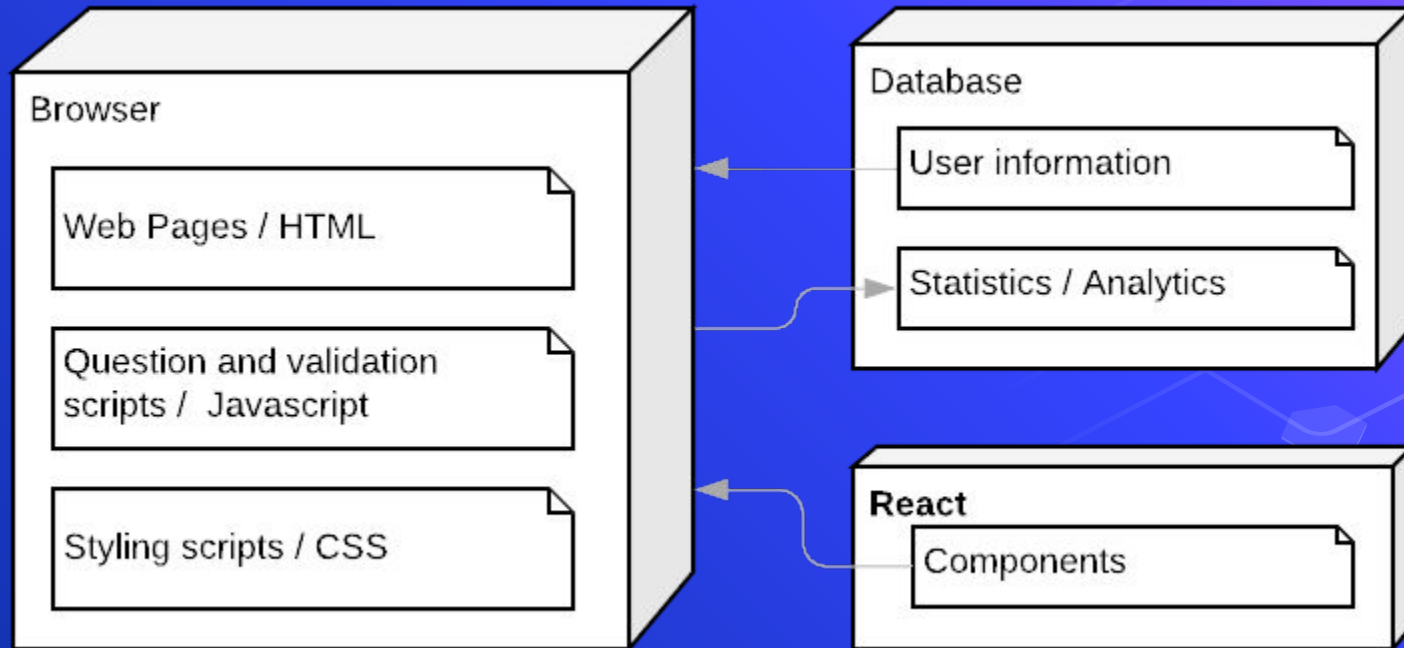 Browser
Web Pages / HTML
Question and validation
scripts /  Javascript
Styling scripts / CSS
Database
User information
Statistics / Analytics
React
Components